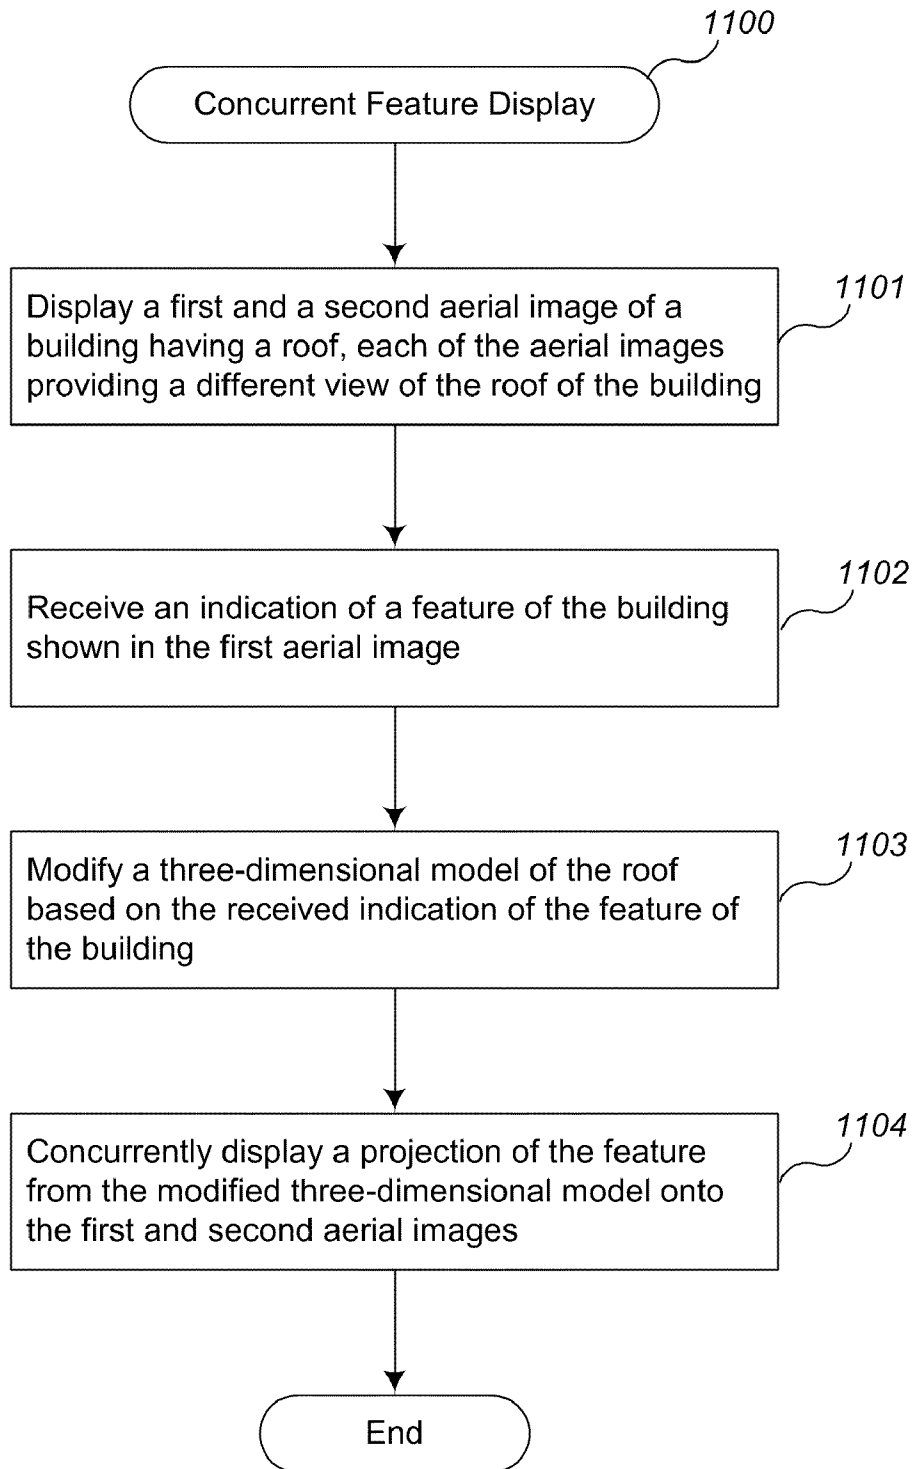 1100
Concurrent Feature Display
1101
Display a first and a second aerial image of a
building having a roof, each of the aerial images
providing a different view of the roof of the building
1102
Receive an indication of a feature of the building
shown in the first aerial image
1103
Modify a three-dimensional model of the roof
based on the received indication of the feature of
the building
1104
Concurrently display a projection of the feature
from the modified three-dimensional model onto
the first and second aerial images
End